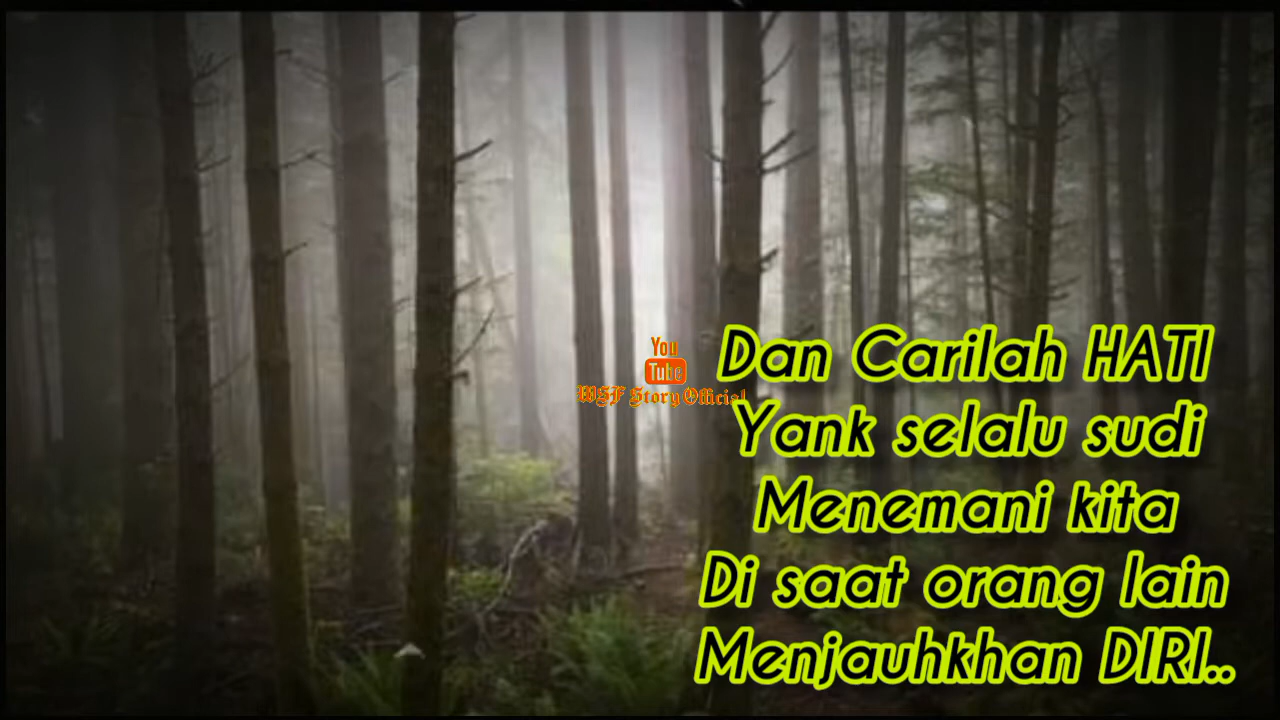 You
Tube
WSF Story Official
Dan Carilah HATI
Yank selalu sudi
Menemani kita
Di saat orang lain
Menjauhkhan DIRI..